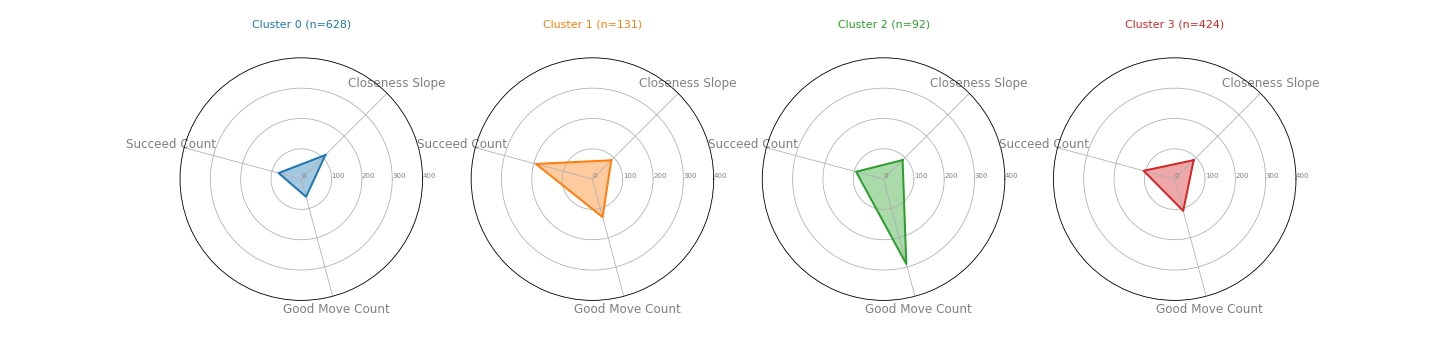 Cluster 0 (n=628)
Closeness Slope
Succeed Count
Good Move Count
0 100 200 300 400
Cluster 1 (n=131)
Closeness Slope
Succeed Count
Good Move Count
0 100 200 300 400
Cluster 2 (n=92)
Closeness Slope
Succeed Count
Good Move Count
0 100 200 300 400
Cluster 3 (n=424)
Closeness Slope
Succeed Count
Good Move Count
0 100 200 300 400